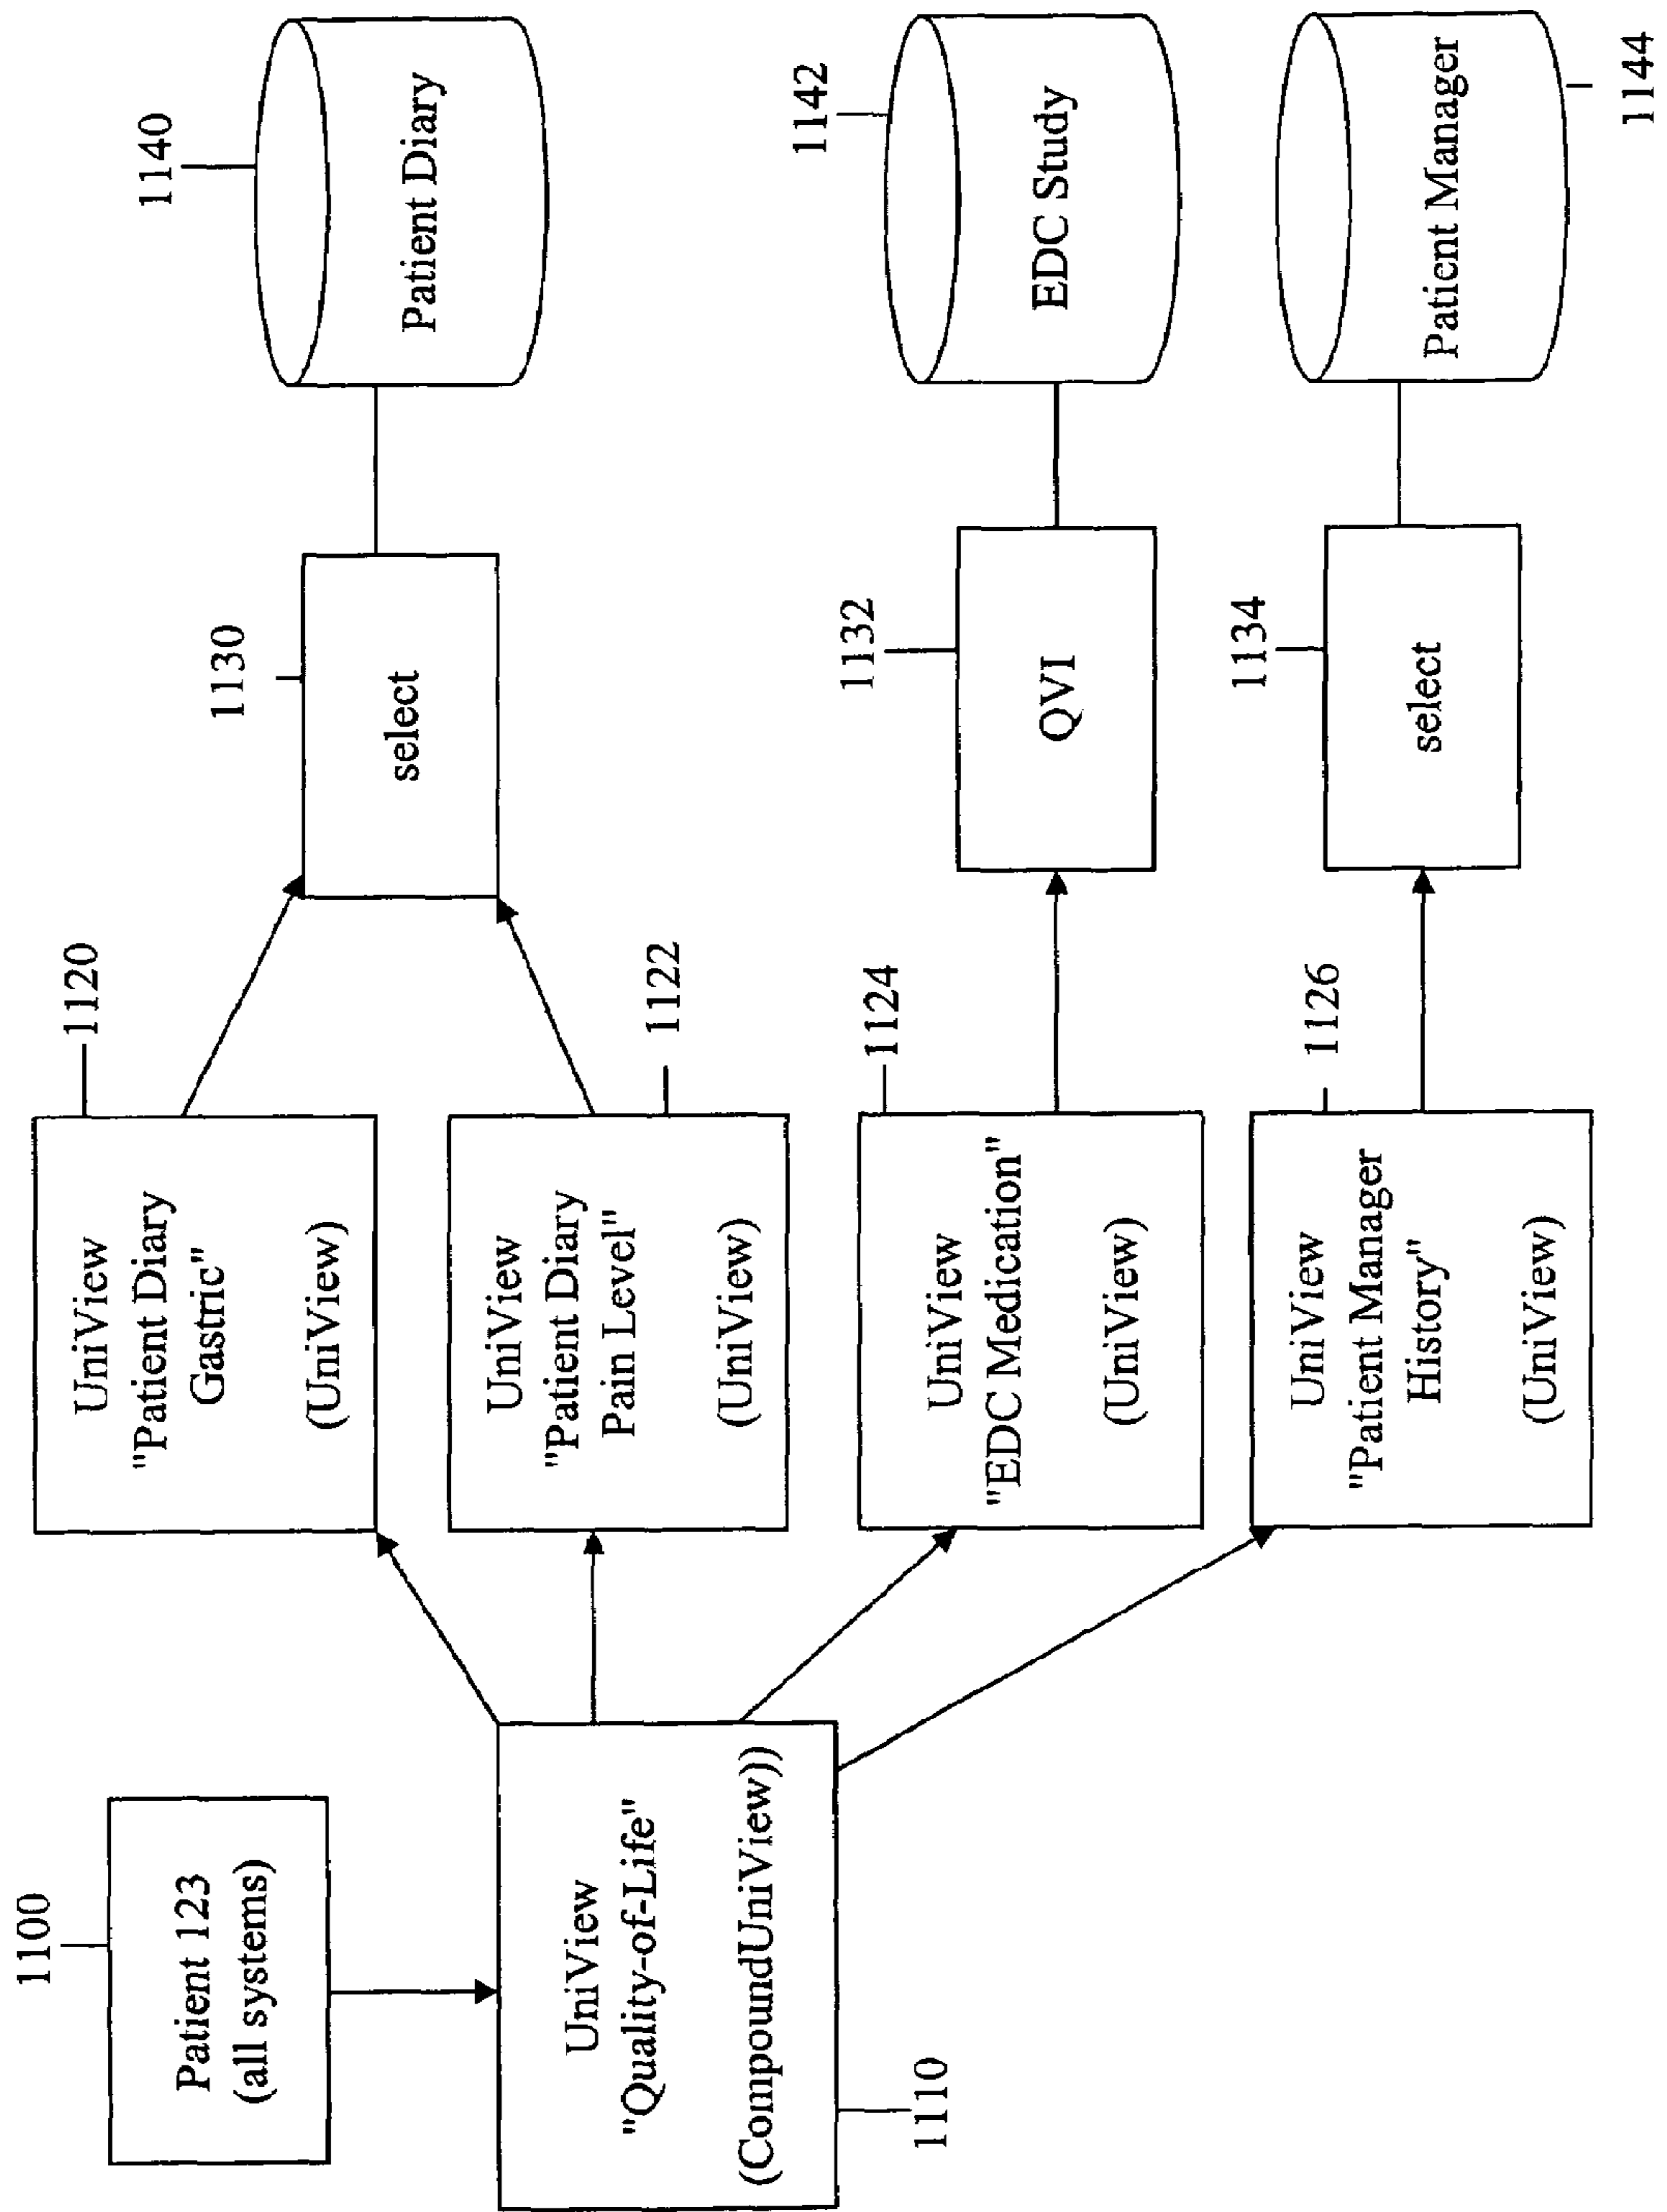 1100
Patient 123
(all systems)
UniView
"Quality-of-Life"
(CompoundUniView))
1110
UniView
"Patient Diary
Gastric"
(UniView)
1120
UniView
"Patient Diary
Pain Level"
(UniView)
1122
UniView
"EDC Medication"
(UniView)
1124
UniView
"Patient Manager
History"
(UniView)
1126
1130
select
1132
QVI
1134
select
1140
Patient Diary
1142
EDC Study
Patient Manager
1144